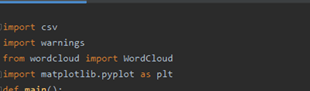 import csv
import warnings
from wordcloud import WordCloud
import matplotlib.pyplot as plt
def main():